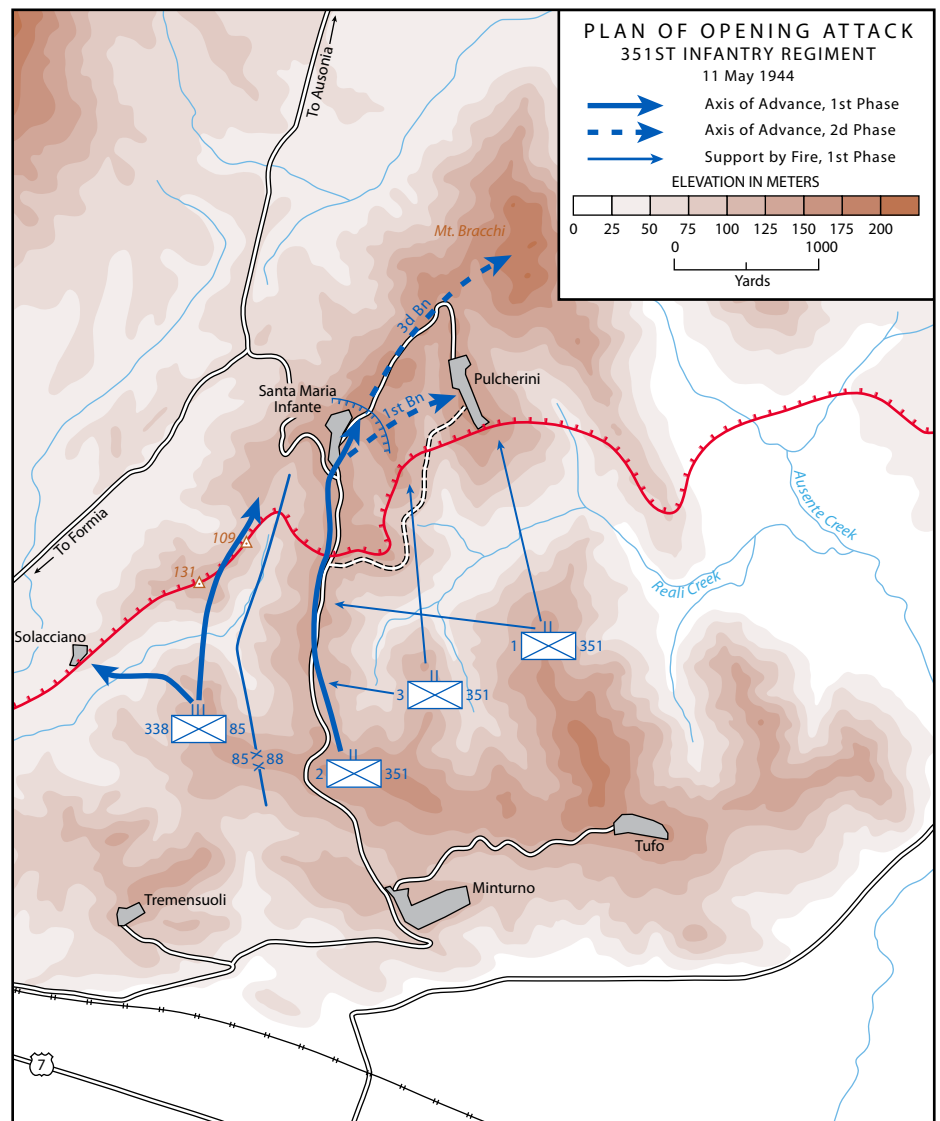 PLAN OF OPENING ATTACK
351ST INFANTRY REGIMENT
11 May 1944
Axis of Advance, 1st Phase
Axis of Advance, 2d Phase
Support by Fire, 1st Phase
ELEVATION IN METERS
0 25 50 75 100 125 150 175 200
0 1000
Yards
To Ausonia
Mt. Bracchi
3d Bn
Santa Maria
Infante
1st Bn
Pulcherini
To Formia
109
131
Ausente Creek
Reali Creek
Solacciano
1 351
3 351
338 85
85 88
2 351
Tufo
Minturno
Tremensuoli
7